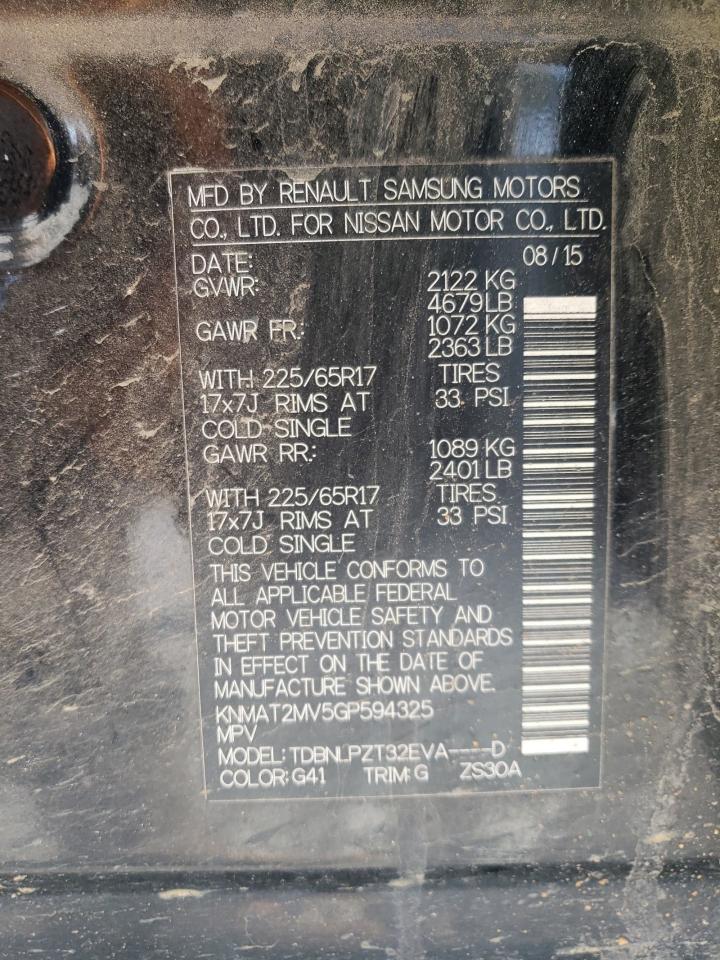 MFD BY RENAULT SAMSUNG MOTORS
CO., LTD. FOR NISSAN MOTOR CO., LTD.
DATE: 08/15
GVWR: 2122 KG
4679 LB
GAWR FR.: 1072 KG
2363 LB
WITH 225/65R17 TIRES
17x7J RIMS AT 33 PSI
COLD SINGLE
GAWR RR.: 1089 KG
2401 LB
WITH 225/65R17 TIRES
17x7J RIMS AT 33 PSI
COLD SINGLE
THIS VEHICLE CONFORMS TO
ALL APPLICABLE FEDERAL
MOTOR VEHICLE SAFETY AND
THEFT PREVENTION STANDARDS
IN EFFECT ON THE DATE OF
MANUFACTURE SHOWN ABOVE.
KNMAT2MV5GP594325
MPV
MODEL: TDBNLPZT32EVA----D
COLOR: G41 TRIM: G ZS30A